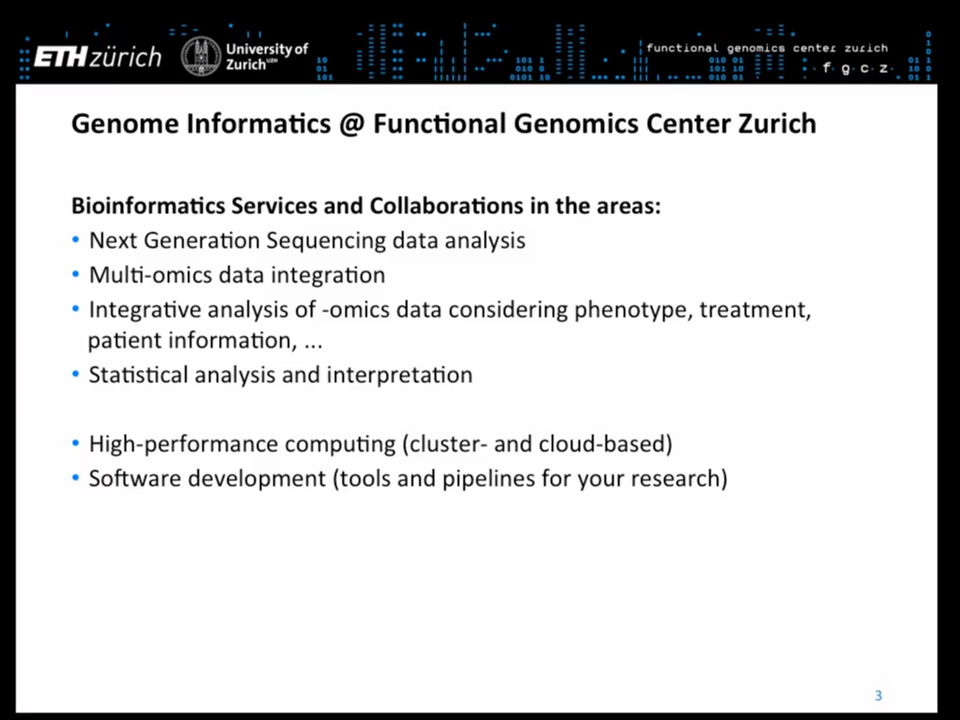 ETH zürich
University of
Zurich UZH
functional genomics center zurich
f g c z
Genome Informatics @ Functional Genomics Center Zurich
Bioinformatics Services and Collaborations in the areas:
• Next Generation Sequencing data analysis
• Multi-omics data integration
• Integrative analysis of -omics data considering phenotype, treatment,
patient information, ...
• Statistical analysis and interpretation
• High-performance computing (cluster- and cloud-based)
• Software development (tools and pipelines for your research)
3